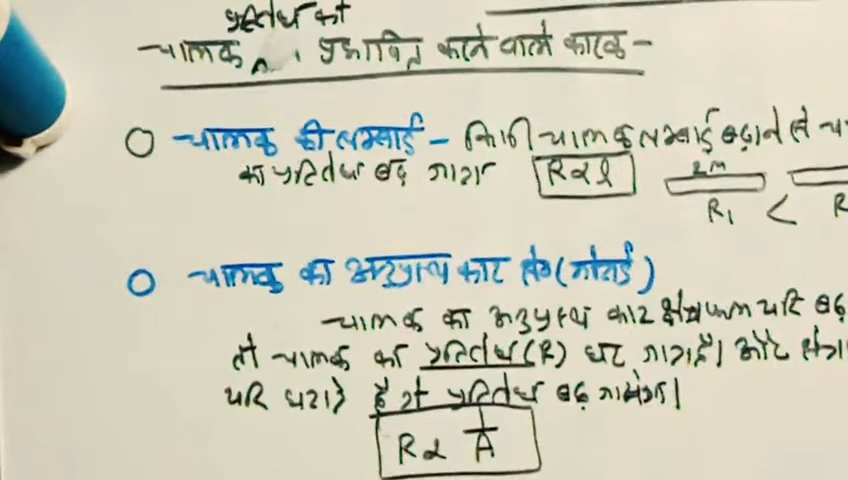 प्रतिरोध को
चालक प्रभावित करने वाले कारक -
चालक की लम्बाई - किसी चालक लम्बाई बढ़ाने से
का प्रतिरोध बढ़ जाता R α l 2m
R₁ < R
चालक का अनुप्रस्थ काट क्षे० (मोटाई)
चालक का अनुप्रस्थ काट क्षेत्रफल यदि बढ़
तो चालक का प्रतिरोध (R) घट जाता है। और
यदि घटाते है तो प्रतिरोध बढ़ जायेगा।
R α 1/A